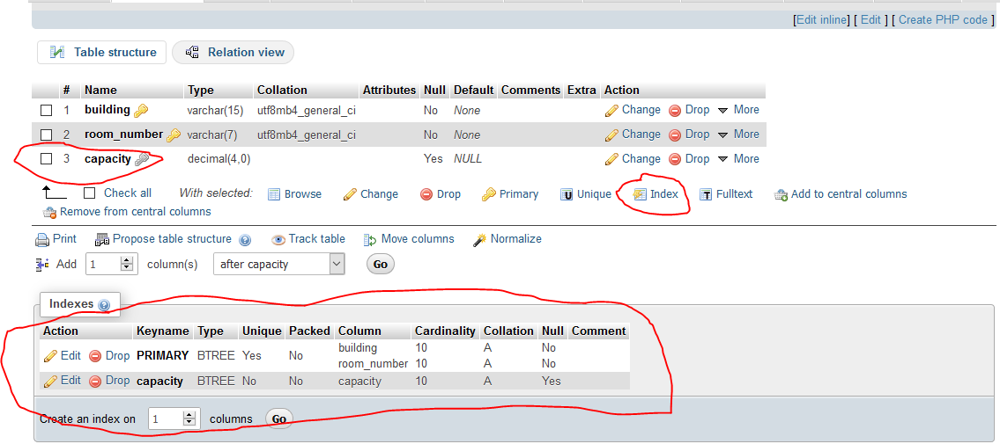 [Edit inline] [ Edit ] [ Create PHP code ]
Table structure Relation view
# Name Type Collation Attributes Null Default Comments Extra Action
1 building varchar(15) utf8mb4_general_ci No None Change Drop More
2 room_number varchar(7) utf8mb4_general_ci No None Change Drop More
3 capacity decimal(4,0) Yes NULL Change Drop More
Check all With selected: Browse Change Drop Primary U Unique Index T Fulltext Add to central columns
Remove from central columns
Print Propose table structure ? Track table Move columns Normalize
Add 1 column(s) after capacity Go
Indexes ?
Action Keyname Type Unique Packed Column Cardinality Collation Null Comment
Edit Drop PRIMARY BTREE Yes No building 10 A No
room_number 10 A No
Edit Drop capacity BTREE No No capacity 10 A Yes
Create an index on 1 columns Go